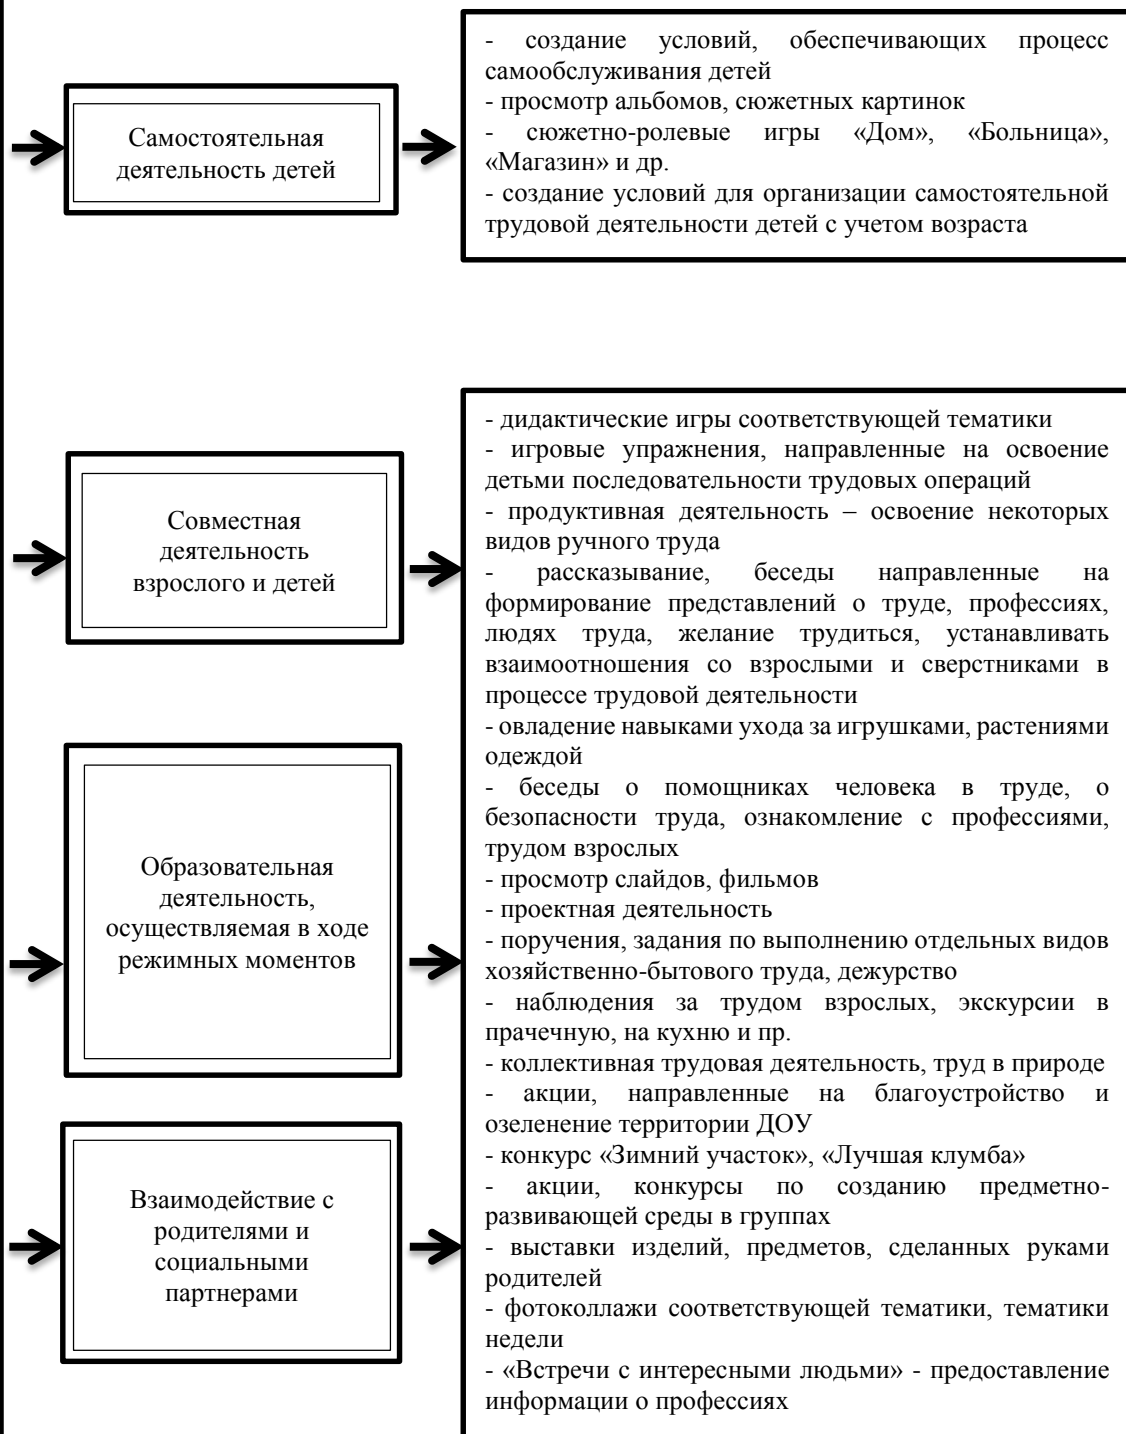 Самостоятельная
деятельность детей
- создание условий, обеспечивающих процесс
самообслуживания детей
- просмотр альбомов, сюжетных картинок
- сюжетно-ролевые игры «Дом», «Больница»,
«Магазин» и др.
- создание условий для организации самостоятельной
трудовой деятельности детей с учетом возраста
Совместная
деятельность
взрослого и детей
Образовательная
деятельность,
осуществляемая в ходе
режимных моментов
Взаимодействие с
родителями и
социальными
партнерами
- дидактические игры соответствующей тематики
- игровые упражнения, направленные на освоение
детьми последовательности трудовых операций
- продуктивная деятельность – освоение некоторых
видов ручного труда
- рассказывание, беседы направленные на
формирование представлений о труде, профессиях,
людях труда, желание трудиться, устанавливать
взаимоотношения со взрослыми и сверстниками в
процессе трудовой деятельности
- овладение навыками ухода за игрушками, растениями
одеждой
- беседы о помощниках человека в труде, о
безопасности труда, ознакомление с профессиями,
трудом взрослых
- просмотр слайдов, фильмов
- проектная деятельность
- поручения, задания по выполнению отдельных видов
хозяйственно-бытового труда, дежурство
- наблюдения за трудом взрослых, экскурсии в
прачечную, на кухню и пр.
- коллективная трудовая деятельность, труд в природе
- акции, направленные на благоустройство и
озеленение территории ДОУ
- конкурс «Зимний участок», «Лучшая клумба»
- акции, конкурсы по созданию предметно-
развивающей среды в группах
- выставки изделий, предметов, сделанных руками
родителей
- фотоколлажи соответствующей тематики, тематики
недели
- «Встречи с интересными людьми» - предоставление
информации о профессиях